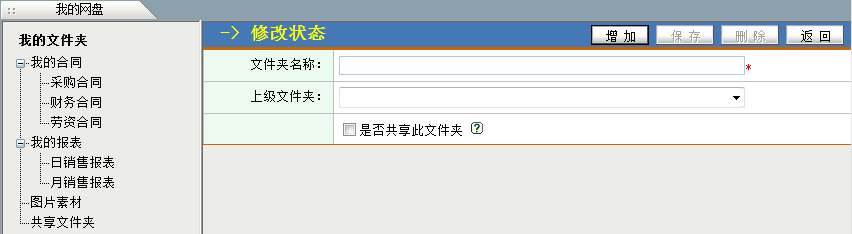 我的网盘
我的文件夹
我的合同
采购合同
财务合同
劳资合同
我的报表
日销售报表
月销售报表
图片素材
共享文件夹
-> 修改状态
增 加 保 存 删 除 返 回
文件夹名称： *
上级文件夹：
是否共享此文件夹 ?